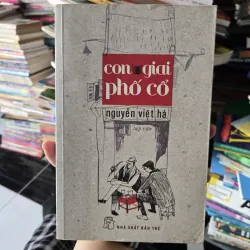 con giai
phố cổ
nguyễn việt hà
tạp văn
NHÀ XUẤT BẢN TRẺ